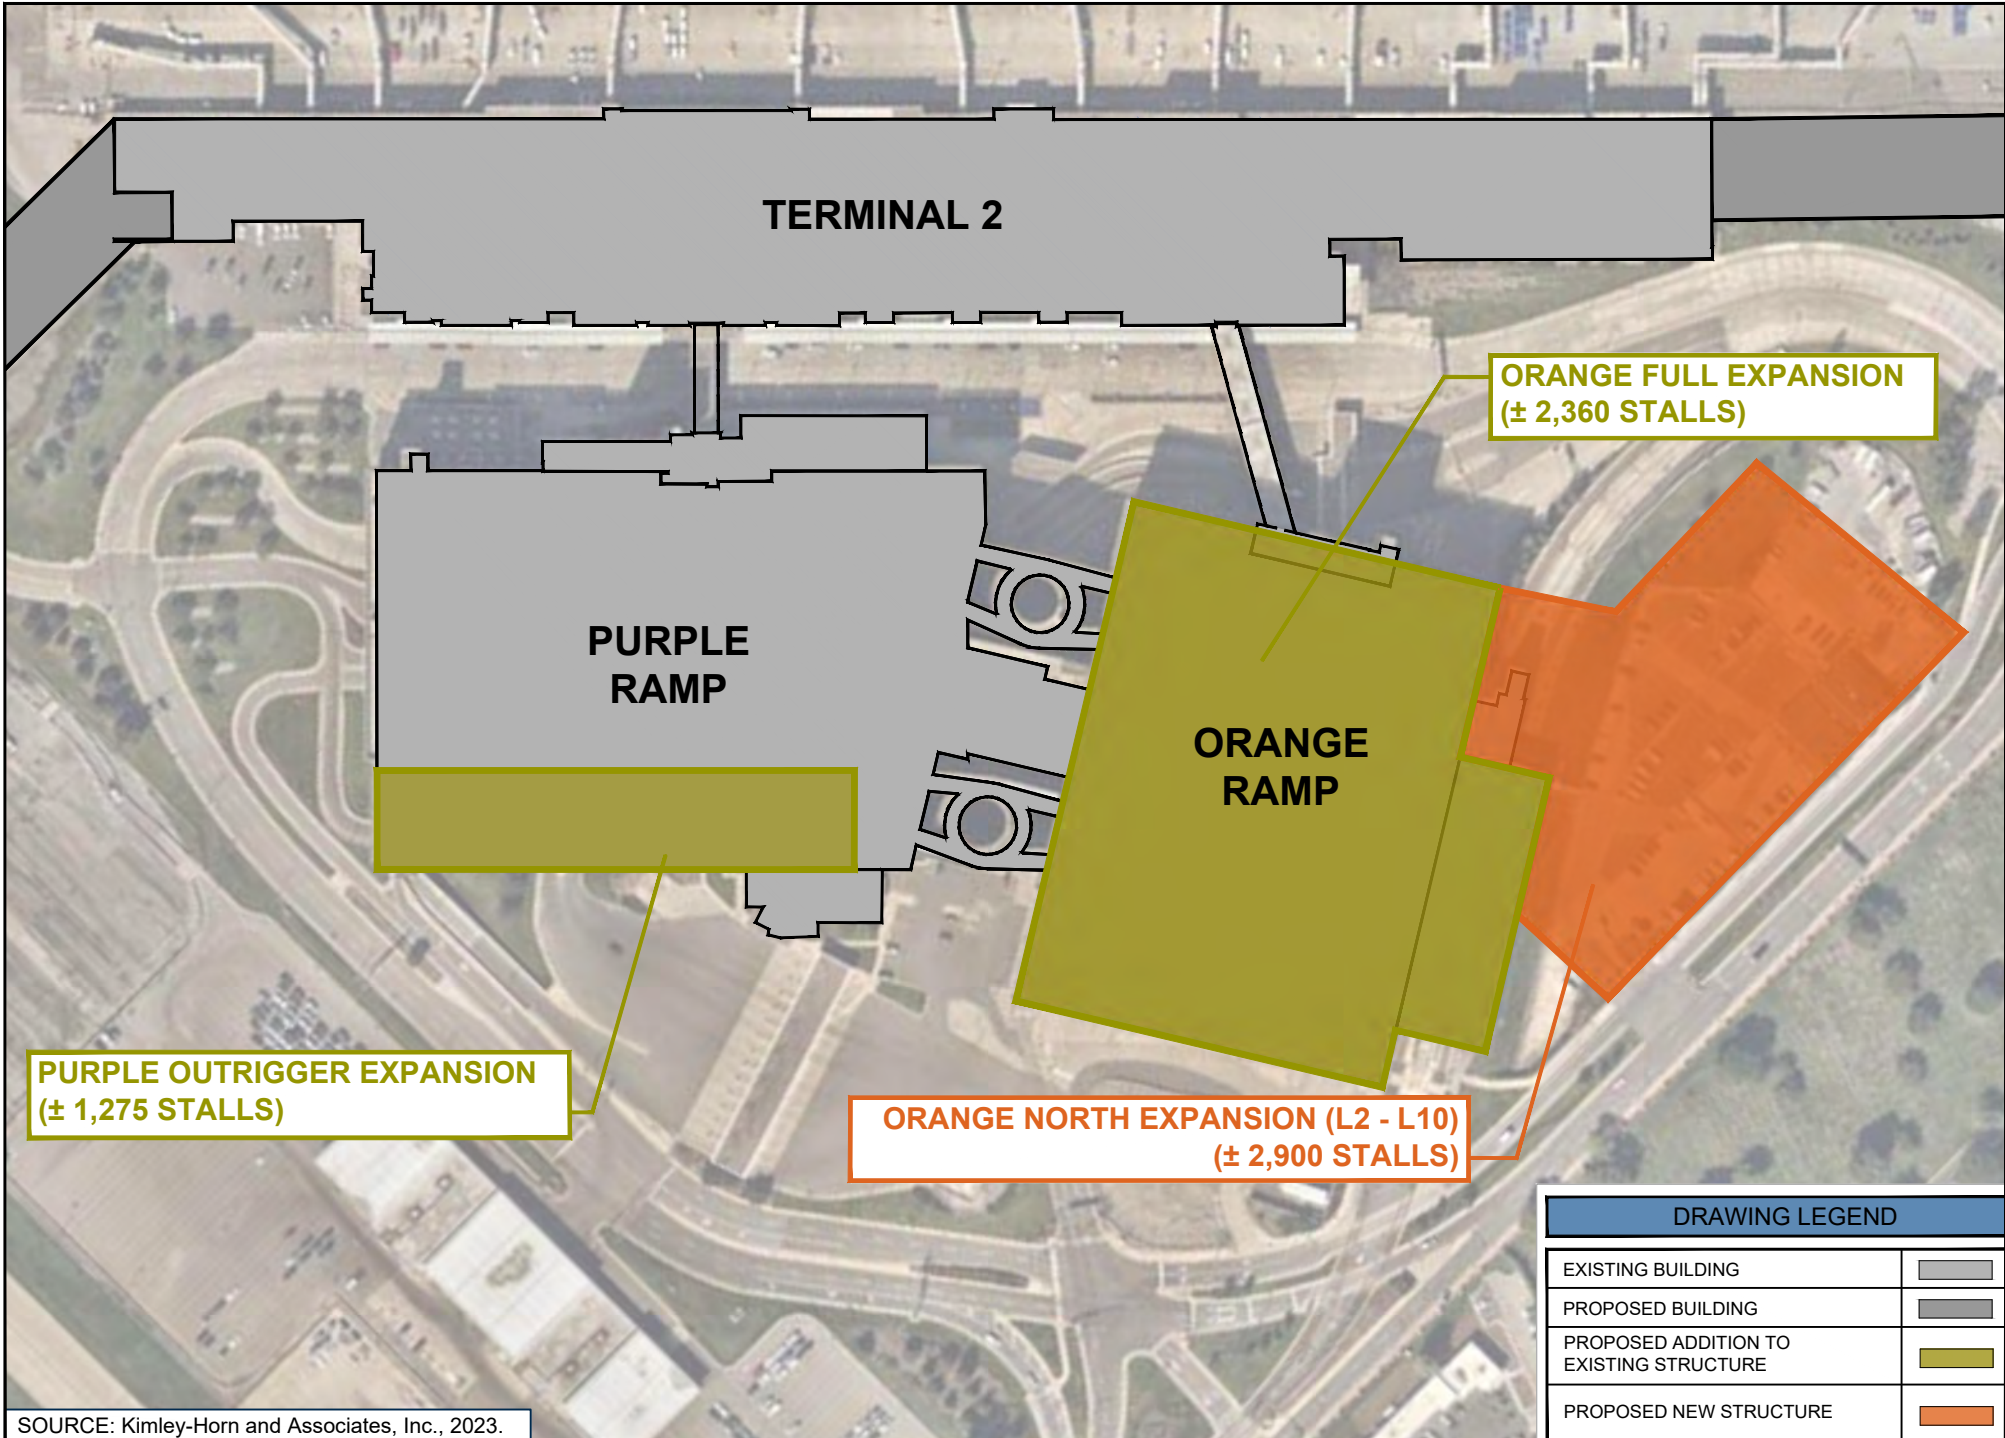 TERMINAL 2
ORANGE FULL EXPANSION
(± 2,360 STALLS)
PURPLE
RAMP
ORANGE
RAMP
PURPLE OUTRIGGER EXPANSION
(± 1,275 STALLS)
ORANGE NORTH EXPANSION (L2 - L10)
(± 2,900 STALLS)
DRAWING LEGEND
EXISTING BUILDING
PROPOSED BUILDING
PROPOSED ADDITION TO
EXISTING STRUCTURE
PROPOSED NEW STRUCTURE
SOURCE: Kimley-Horn and Associates, Inc., 2023.